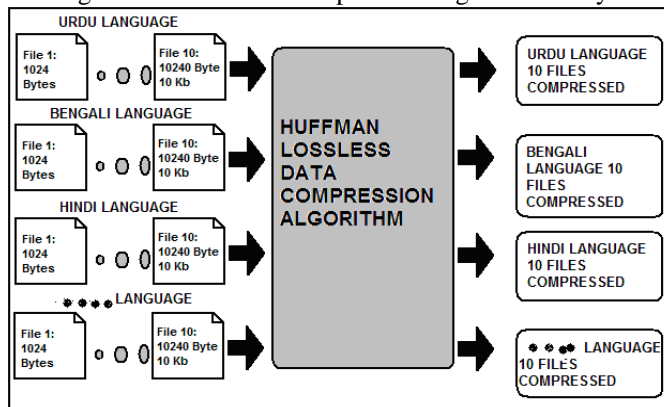 URDU LANGUAGE
File 1:
1024
Bytes
File 10:
10240 Byte
10 Kb
BENGALI LANGUAGE
File 1:
1024
Bytes
File 10:
10240 Byte
10 Kb
HINDI LANGUAGE
File 1:
1024
Bytes
File 10:
10240 Byte
10 Kb
LANGUAGE
File 1:
1024
Bytes
File 10:
10240 Byte
10 Kb
HUFFMAN
LOSSLESS
DATA
COMPRESSION
ALGORITHM
URDU LANGUAGE
10 FILES
COMPRESSED
BENGALI
LANGUAGE 10
FILES
COMPRESSED
HINDI LANGUAGE
10 FILES
COMPRESSED
LANGUAGE
10 FILES
COMPRESSED